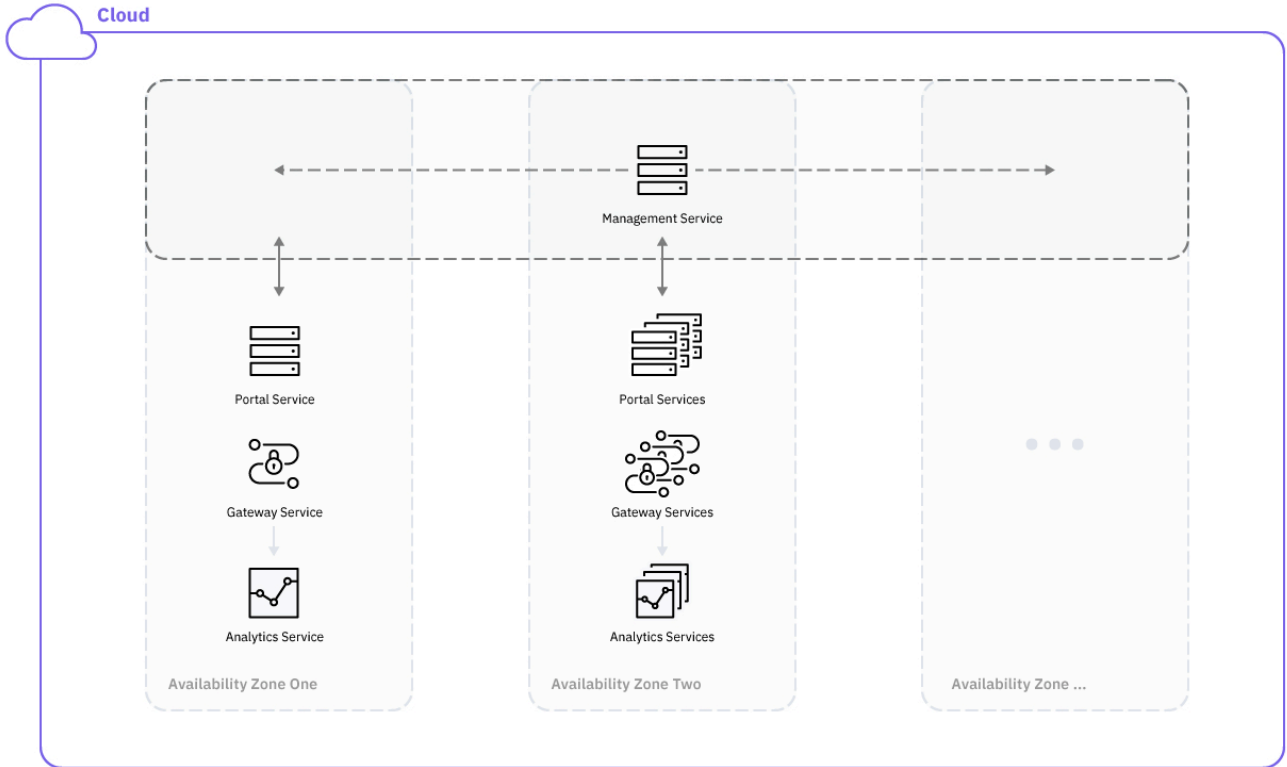 Cloud
Management Service
Portal Service
Portal Services
Gateway Service
Gateway Services
Analytics Service
Analytics Services
Availability Zone One
Availability Zone Two
Availability Zone ...